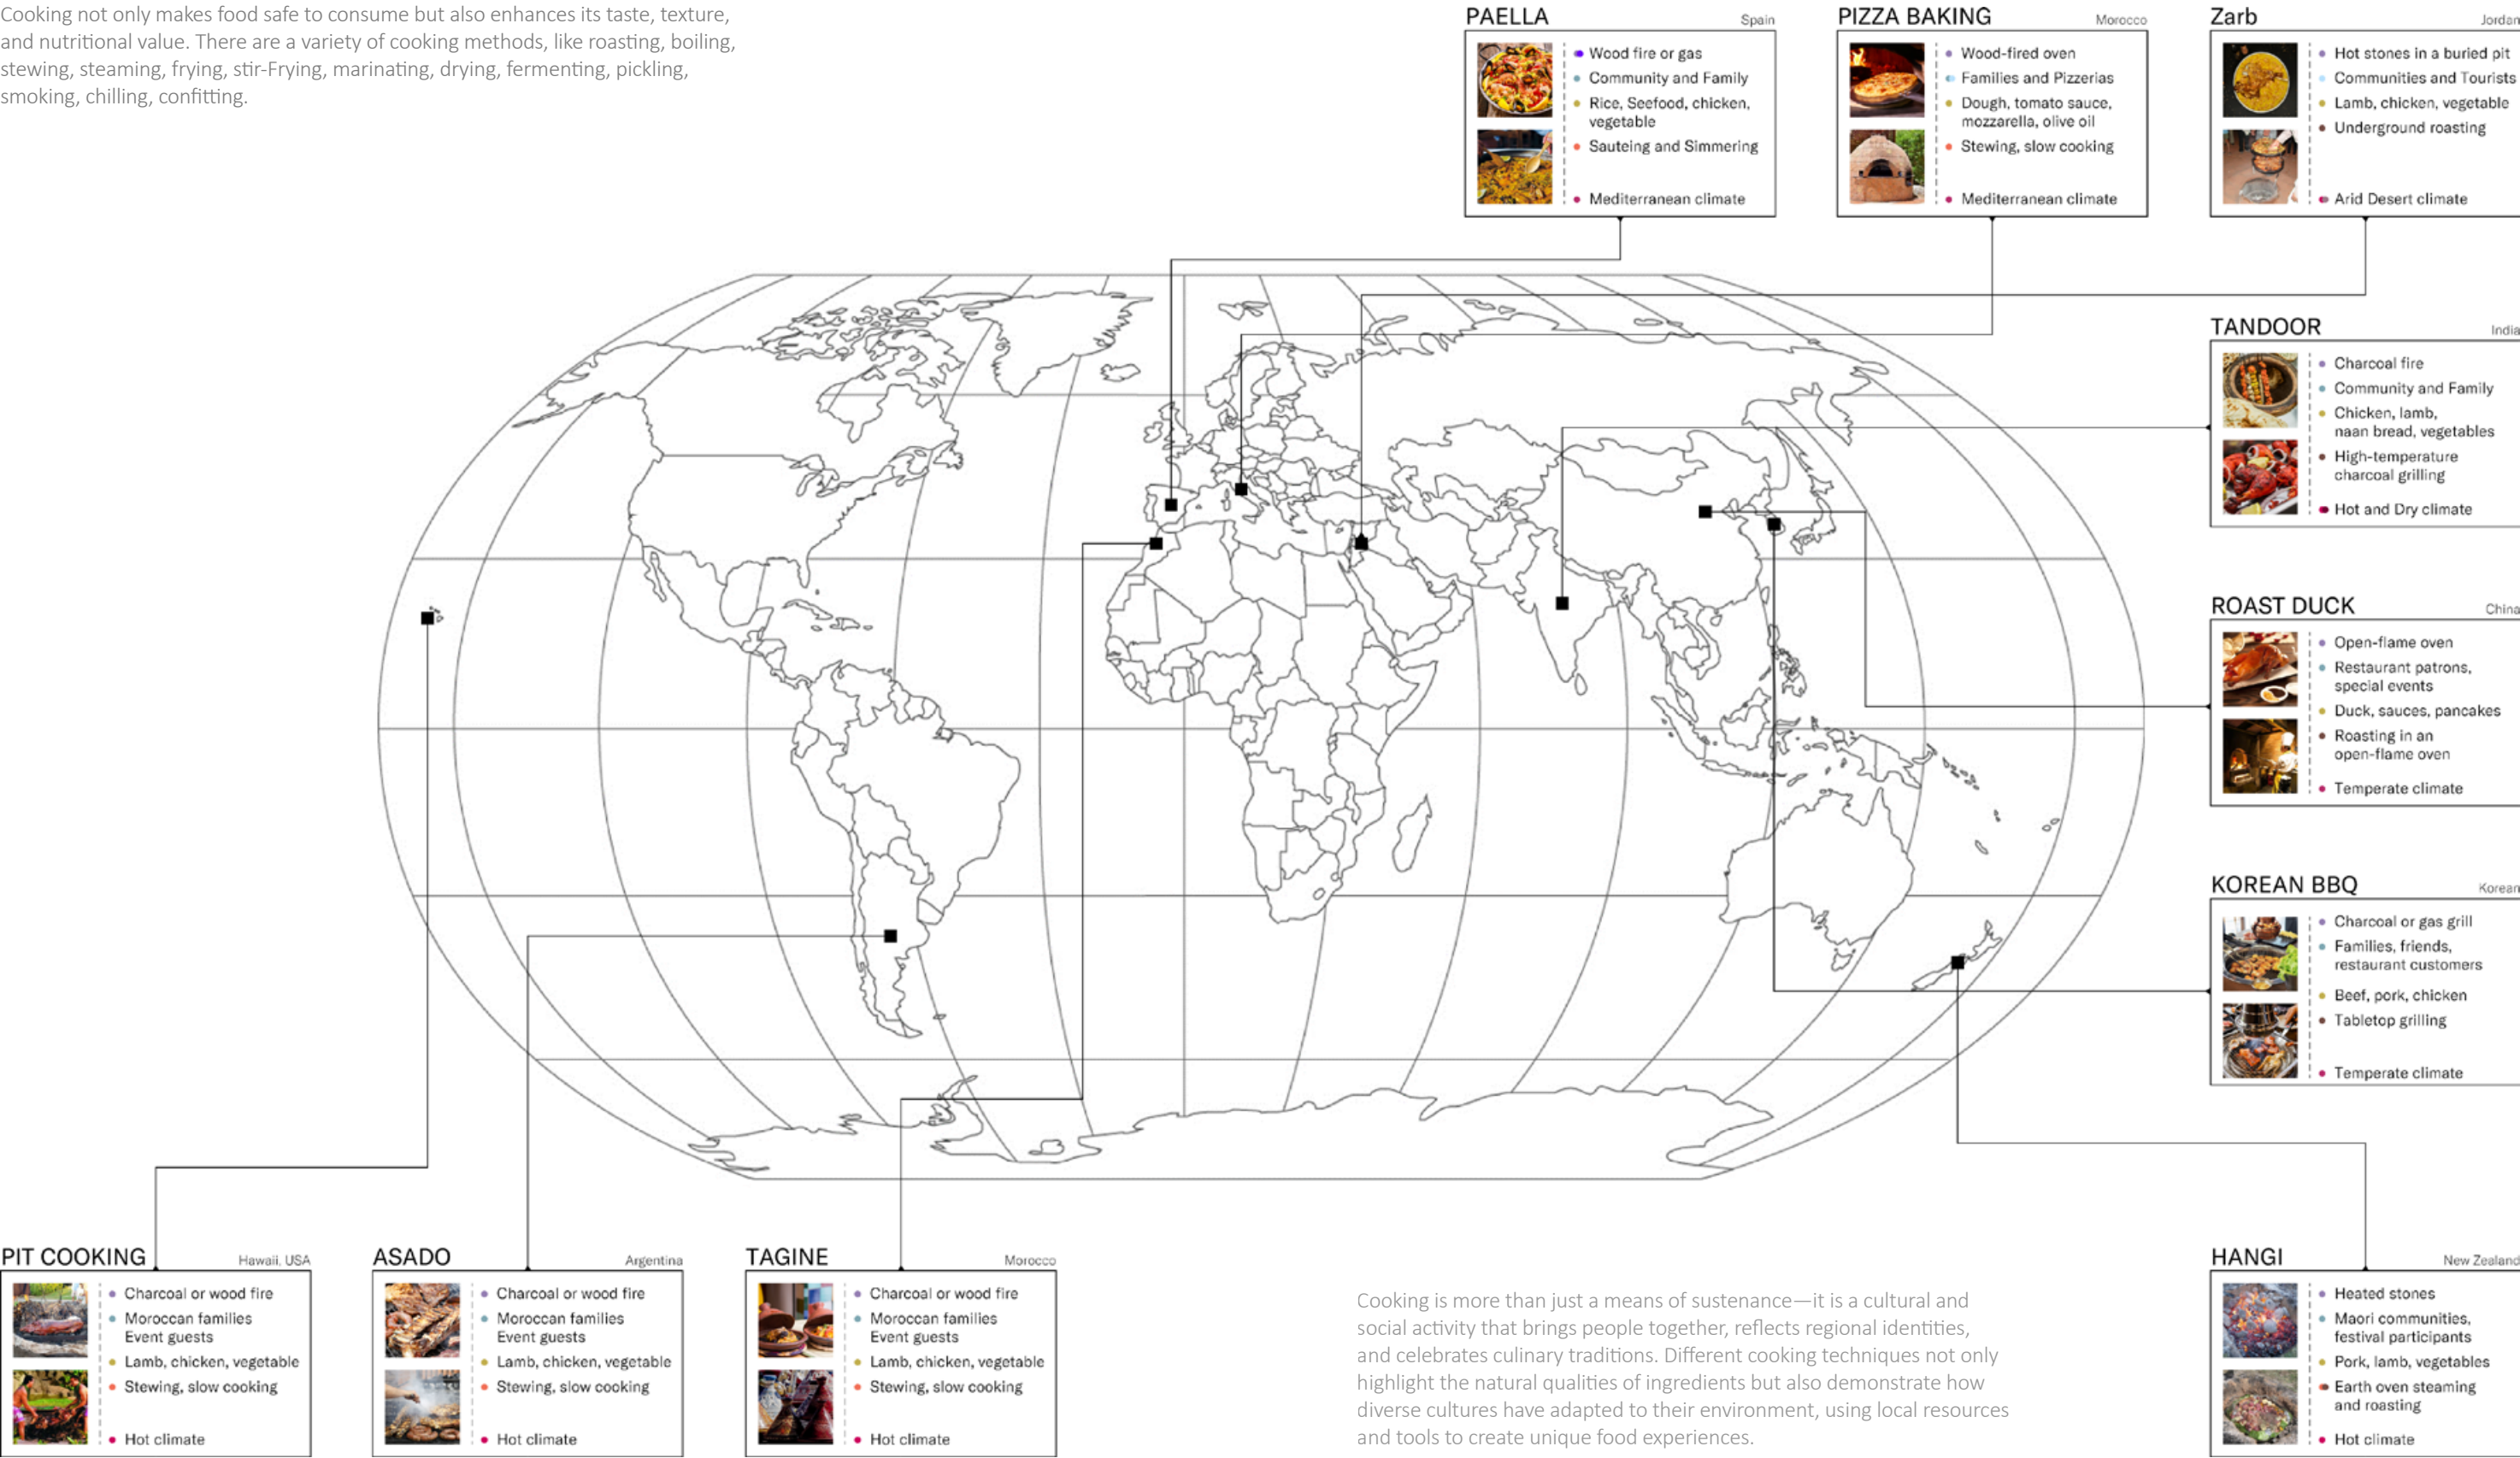 Cooking not only makes food safe to consume but also enhances its taste, texture,
and nutritional value. There are a variety of cooking methods, like roasting, boiling,
stewing, steaming, frying, stir-Frying, marinating, drying, fermenting, pickling,
smoking, chilling, confitting.
PAELLA
Spain
Wood fire or gas
Community and Family
Rice, Seefood, chicken,
vegetable
Sauteing and Simmering
Mediterranean climate
PIZZA BAKING
Morocco
Wood-fired oven
Families and Pizzerias
Dough, tomato sauce,
mozzarella, olive oil
Stewing, slow cooking
Mediterranean climate
Zarb
Jordan
Hot stones in a buried pit
Communities and Tourists
Lamb, chicken, vegetable
Underground roasting
Arid Desert climate
TANDOOR
India
Charcoal fire
Community and Family
Chicken, lamb,
naan bread, vegetables
High-temperature
charcoal grilling
Hot and Dry climate
ROAST DUCK
China
Open-flame oven
Restaurant patrons,
special events
Duck, sauces, pancakes
Roasting in an
open-flame oven
Temperate climate
KOREAN BBQ
Korean
Charcoal or gas grill
Families, friends,
restaurant customers
Beef, pork, chicken
Tabletop grilling
Temperate climate
PIT COOKING
Hawaii, USA
Charcoal or wood fire
Moroccan families
Event guests
Lamb, chicken, vegetable
Stewing, slow cooking
Hot climate
ASADO
Argentina
Charcoal or wood fire
Moroccan families
Event guests
Lamb, chicken, vegetable
Stewing, slow cooking
Hot climate
TAGINE
Morocco
Charcoal or wood fire
Moroccan families
Event guests
Lamb, chicken, vegetable
Stewing, slow cooking
Hot climate
Cooking is more than just a means of sustenance—it is a cultural and
social activity that brings people together, reflects regional identities,
and celebrates culinary traditions. Different cooking techniques not only
highlight the natural qualities of ingredients but also demonstrate how
diverse cultures have adapted to their environment, using local resources
and tools to create unique food experiences.
HANGI
New Zealand
Heated stones
Maori communities,
festival participants
Pork, lamb, vegetables
Earth oven steaming
and roasting
Hot climate